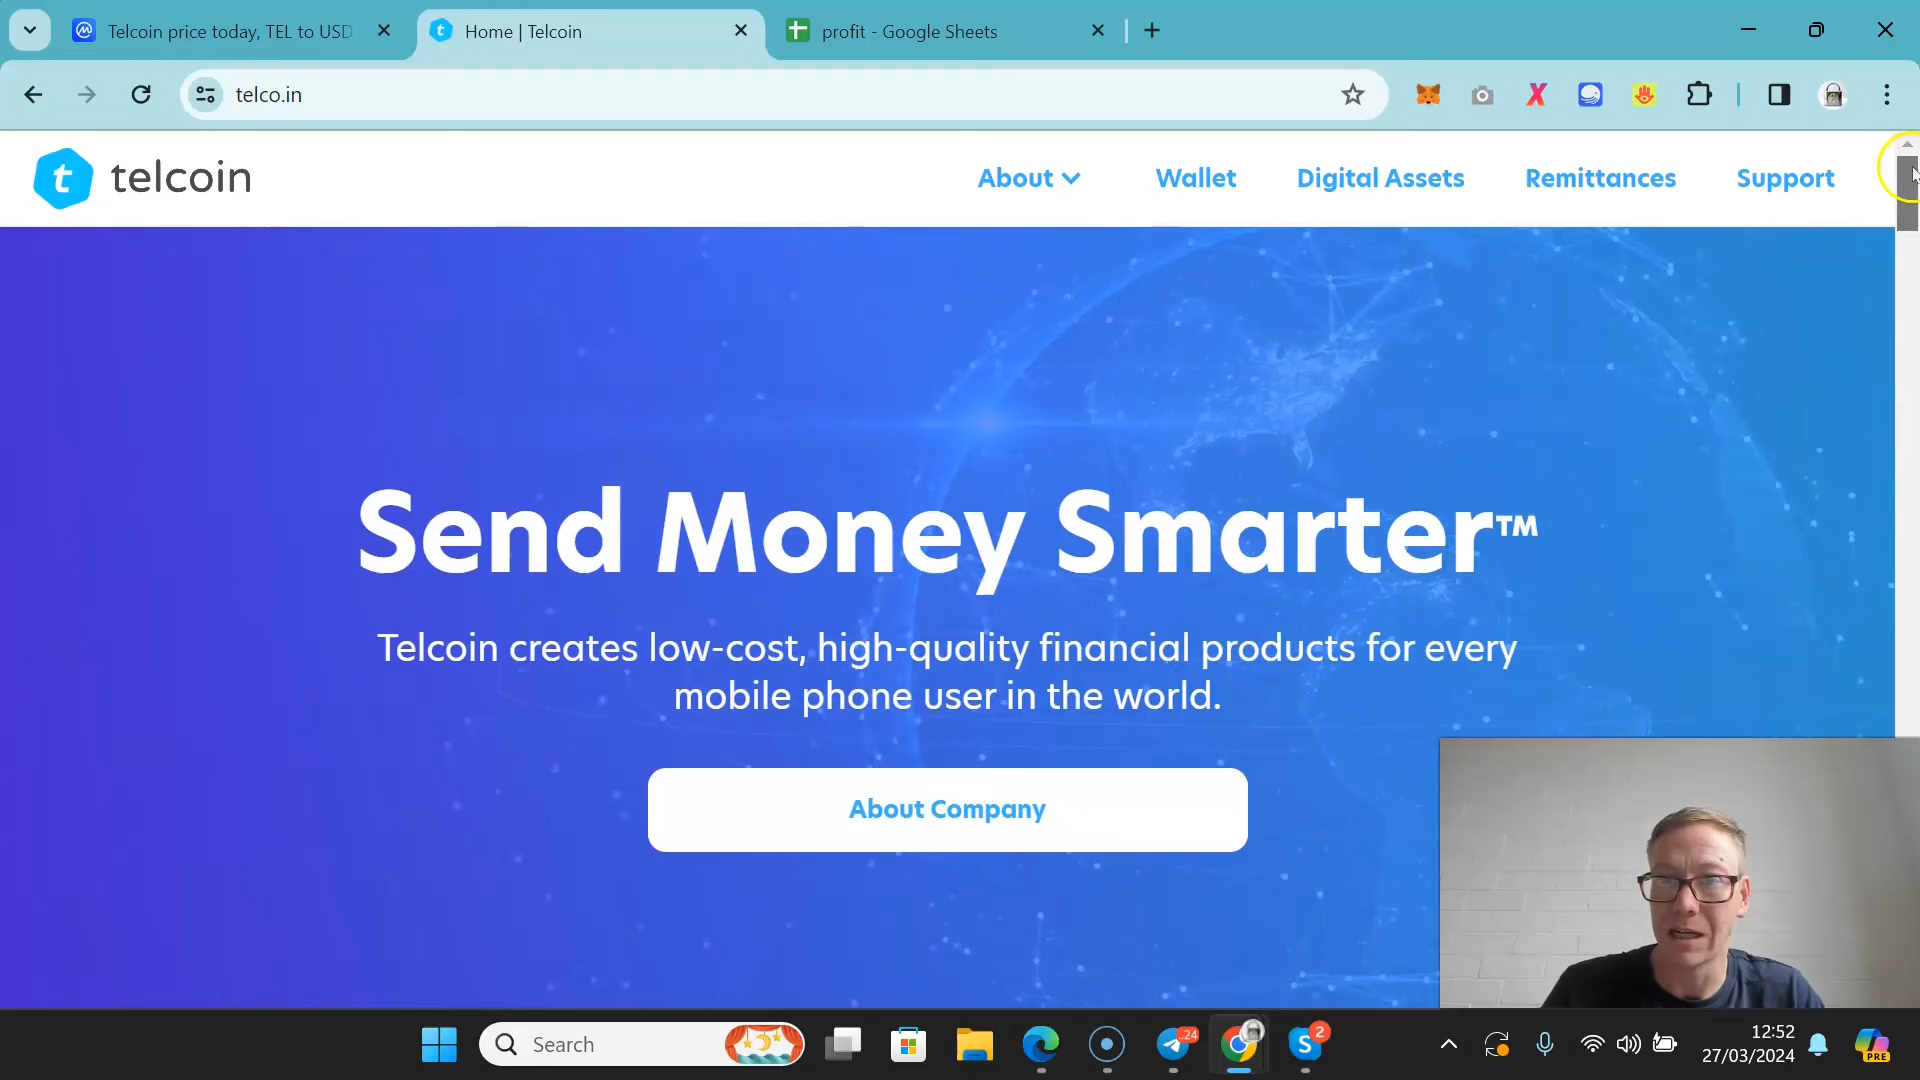 Telcoin price today, TEL to USD
Home | Telcoin
profit - Google Sheets
telco.in
t telcoin
About
Wallet
Digital Assets
Remittances
Support
Send Money Smarter™
Telcoin creates low-cost, high-quality financial products for every
mobile phone user in the world.
About Company
Search
24
S
2
12:52
27/03/2024
PRE